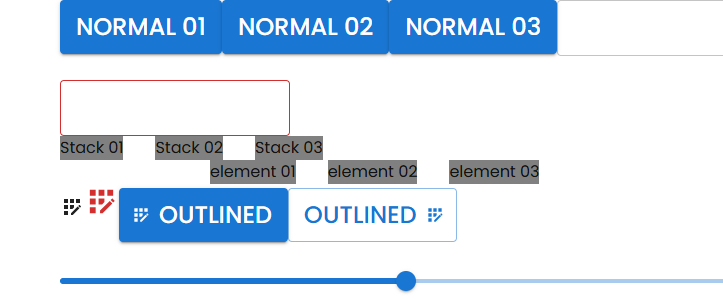 NORMAL 01 NORMAL 02 NORMAL 03
Stack 01 Stack 02 Stack 03
element 01 element 02 element 03
OUTLINED OUTLINED